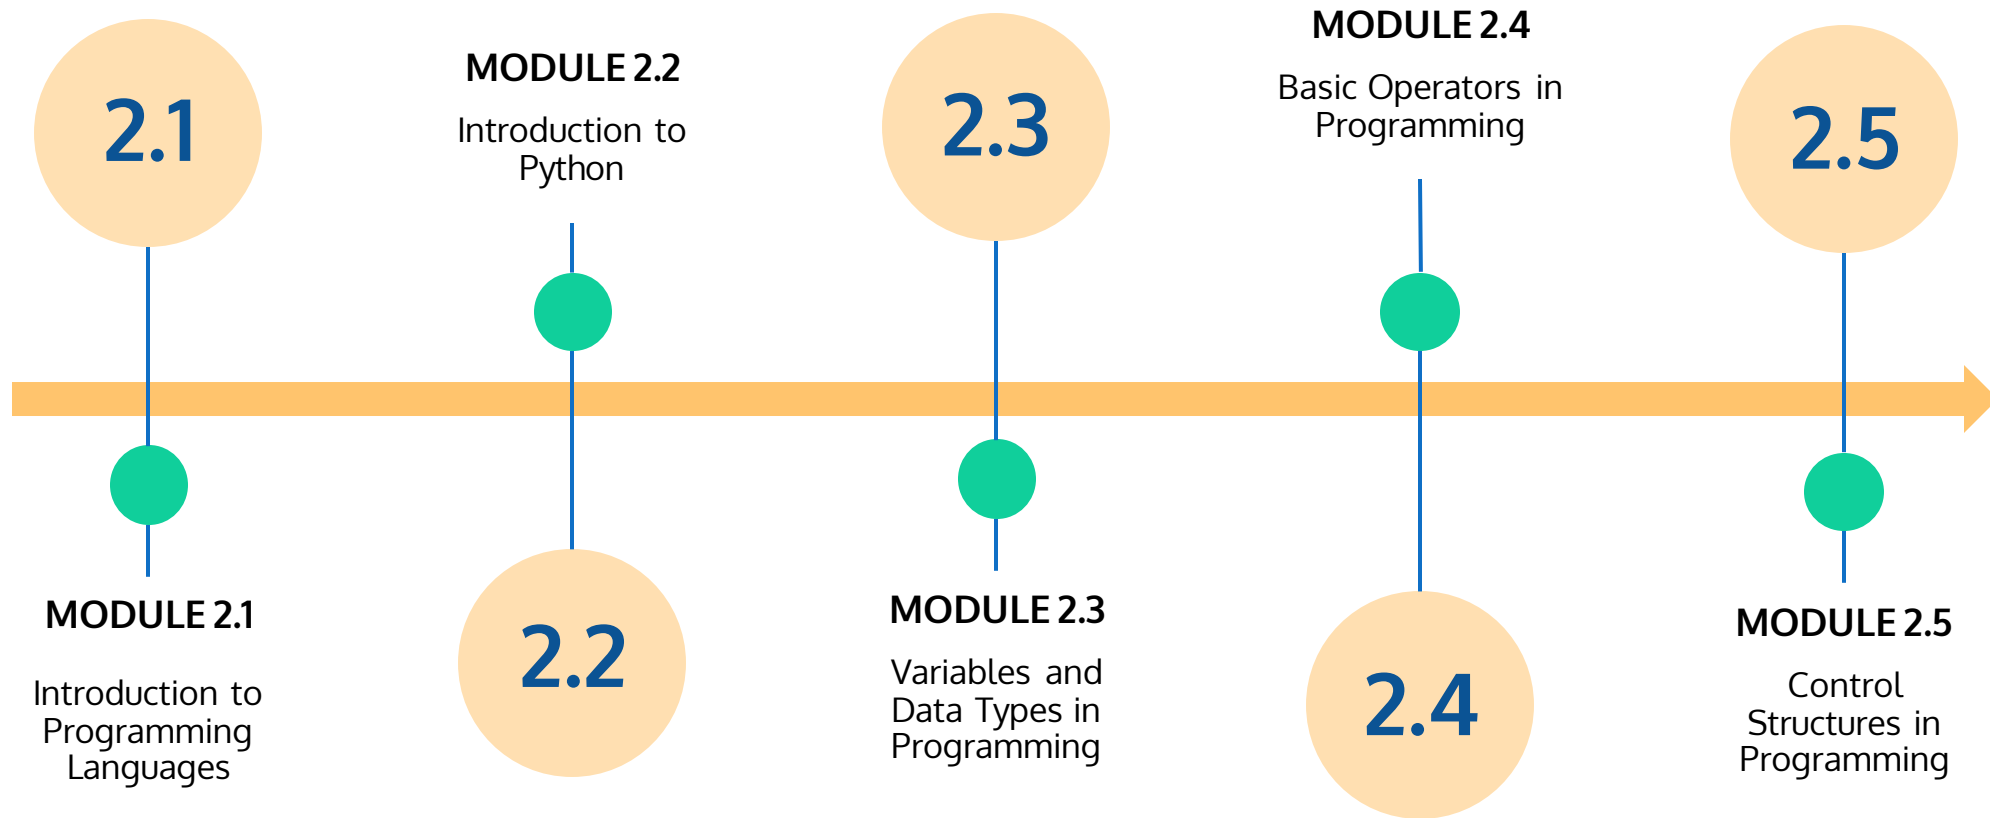 2.1
MODULE 2.1
Introduction to
Programming
Languages
MODULE 2.2
Introduction to
Python
2.2
2.3
MODULE 2.3
Variables and
Data Types in
Programming
MODULE 2.4
Basic Operators in
Programming
2.4
2.5
MODULE 2.5
Control
Structures in
Programming